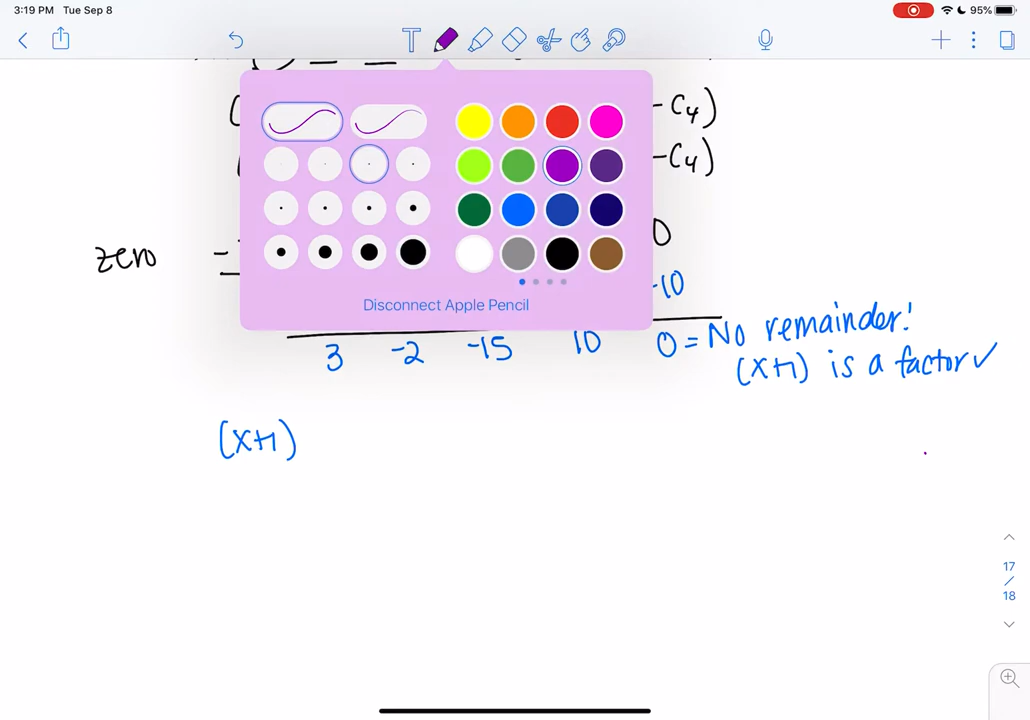 3:19 PM Tue Sep 8
95%
T
-C4)
-C4)
zero
0
Disconnect Apple Pencil
-10
3 -2 -15 10 0 = No remainder!
(x+1) is a factor ✓
(x+1)
17
/
18